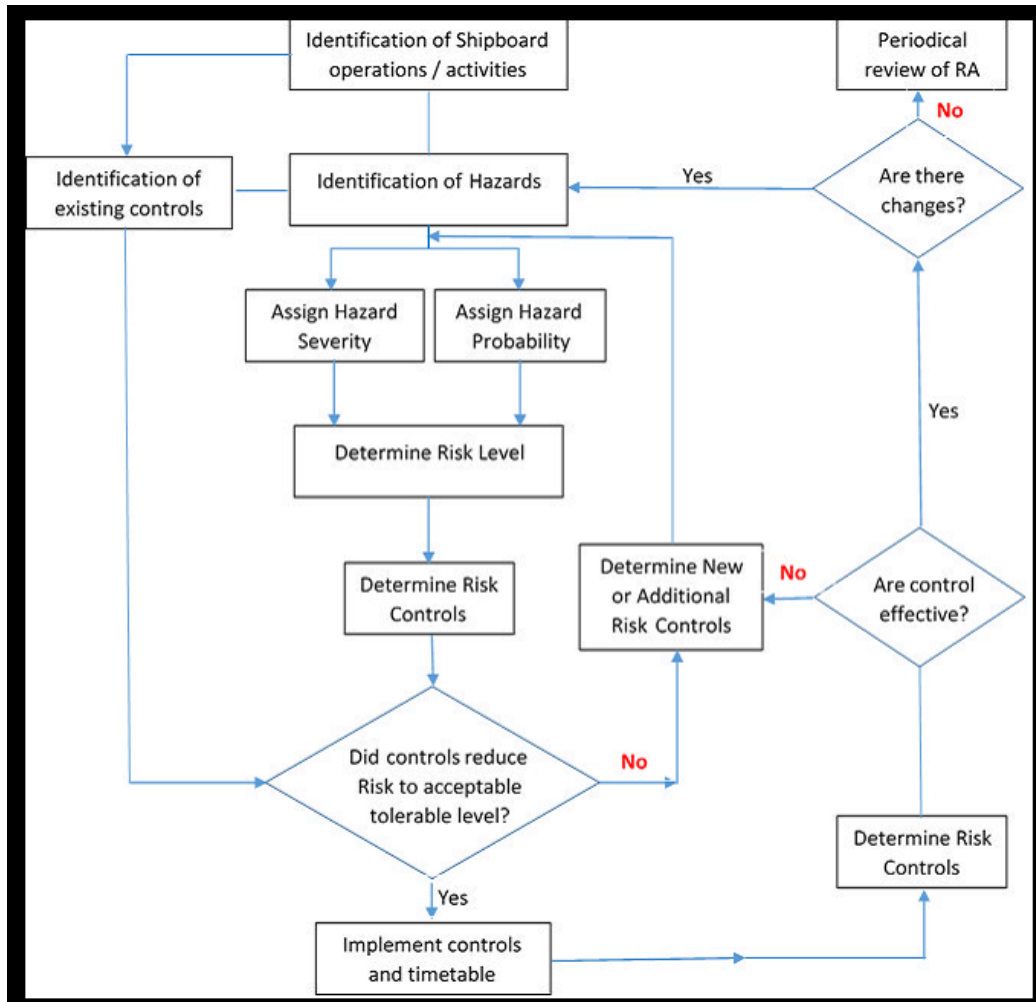 Identification of Shipboard
operations / activities
Periodical
review of RA
No
Identification of
existing controls
Identification of Hazards
Yes
Are there
changes?
Assign Hazard
Severity
Assign Hazard
Probability
Yes
Determine Risk Level
Determine Risk
Controls
Determine New
or Additional
Risk Controls
No
Are control
effective?
Did controls reduce
Risk to acceptable
tolerable level?
No
Determine Risk
Controls
Yes
Implement controls
and timetable